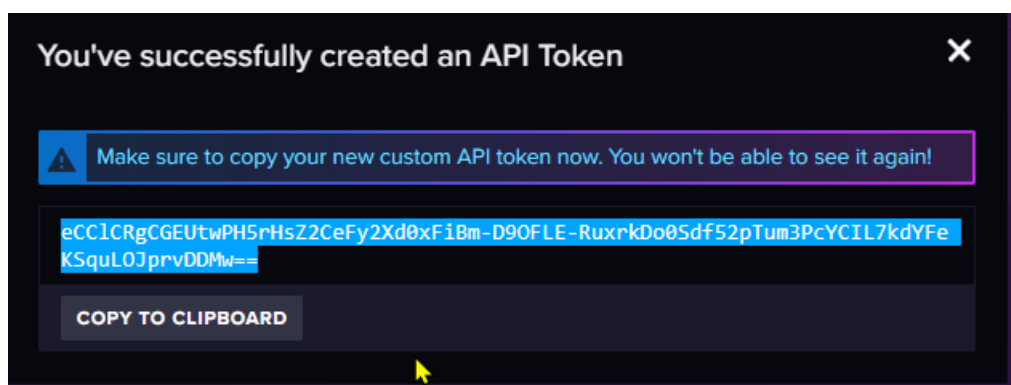 You've successfully created an API Token
Make sure to copy your new custom API token now. You won't be able to see it again!
eCClCRgCGEUtwPH5rHsZ2CeFy2Xd0xFiBm-D9OFLE-RuxrkDo0Sdf52pTum3PcYCIL7kdYFe
KSquLOJprvDDMw==
COPY TO CLIPBOARD